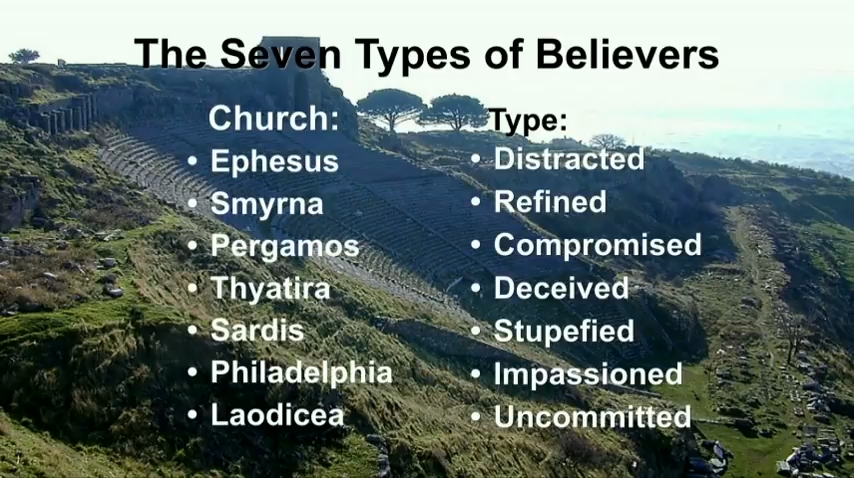 The Seven Types of Believers
Church:
• Ephesus
• Smyrna
• Pergamos
• Thyatira
• Sardis
• Philadelphia
• Laodicea
Type:
• Distracted
• Refined
• Compromised
• Deceived
• Stupefied
• Impassioned
• Uncommitted